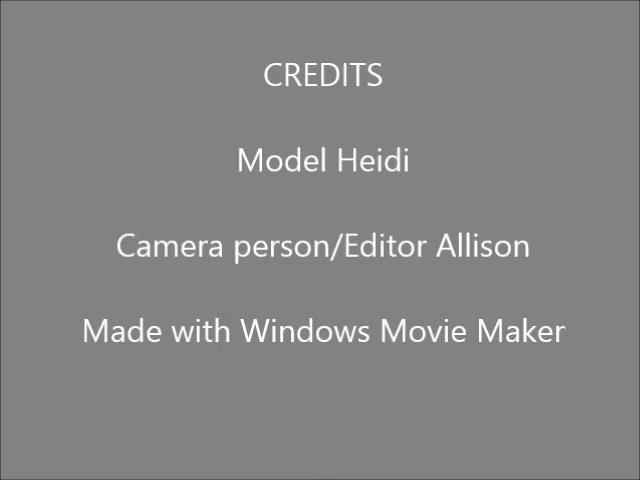 CREDITS
Model Heidi
Camera person/Editor Allison
Made with Windows Movie Maker